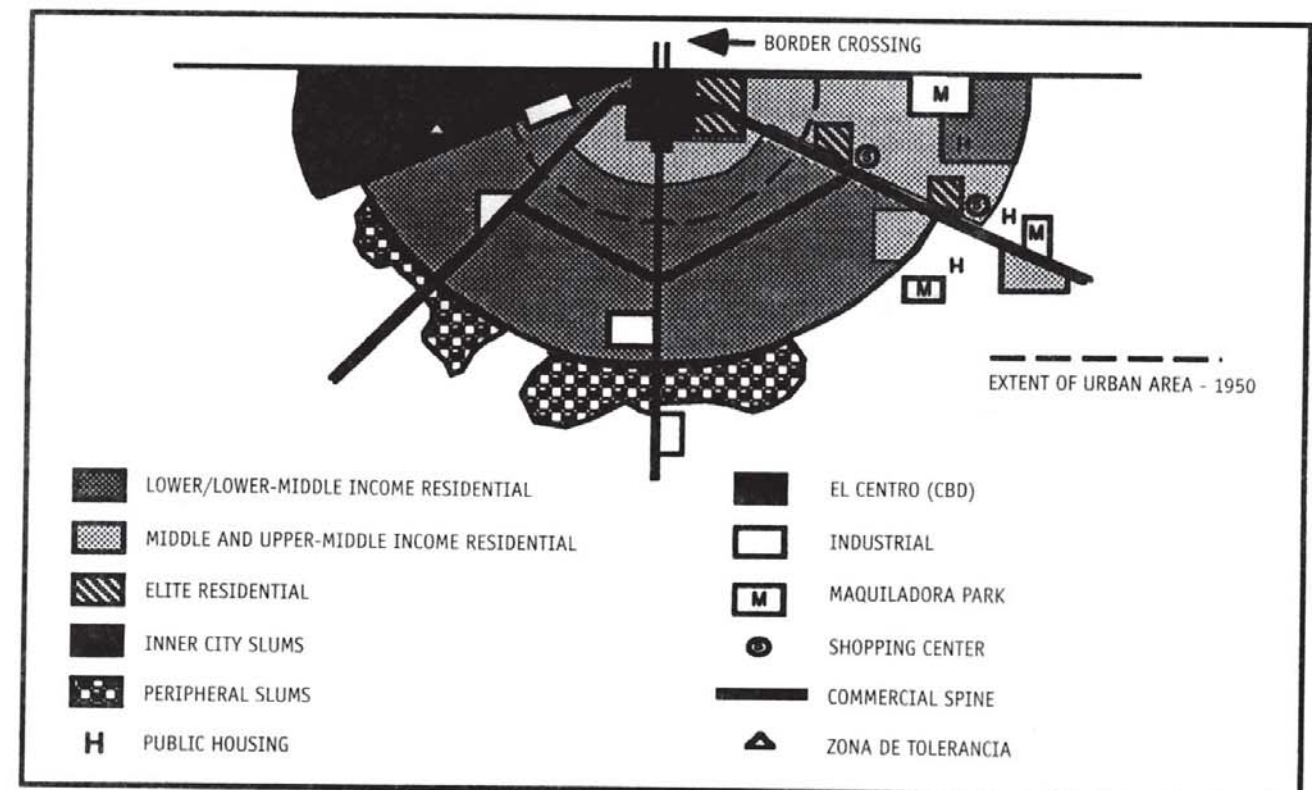 BORDER CROSSING
M
H
H
M
H
M
EXTENT OF URBAN AREA - 1950
LOWER/LOWER-MIDDLE INCOME RESIDENTIAL
MIDDLE AND UPPER-MIDDLE INCOME RESIDENTIAL
ELITE RESIDENTIAL
INNER CITY SLUMS
PERIPHERAL SLUMS
H PUBLIC HOUSING
EL CENTRO (CBD)
INDUSTRIAL
M MAQUILADORA PARK
SHOPPING CENTER
COMMERCIAL SPINE
ZONA DE TOLERANCIA